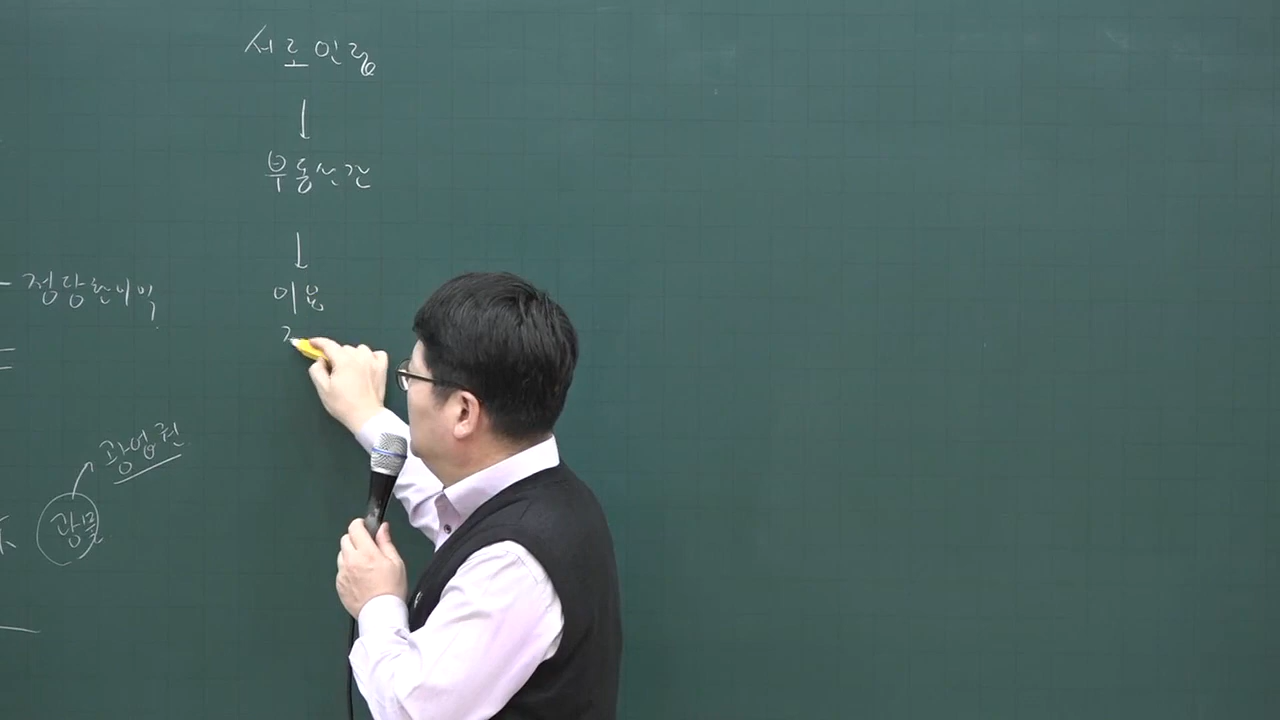 서로인접
부동산간
이용
정당한이익
광업권
광물